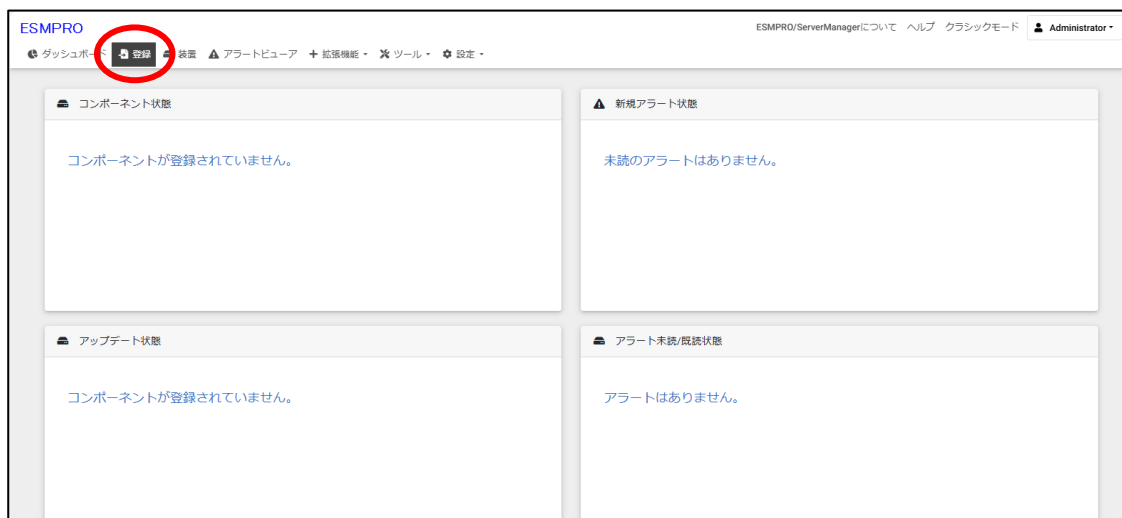 ESMPRO
ESMPRO/ServerManagerについて ヘルプ クラシックモード Administrator
ダッシュボード 登録 装置 アラートビューア 拡張機能 ツール 設定
コンポーネント状態
コンポーネントが登録されていません。
新規アラート状態
未読のアラートはありません。
アップデート状態
コンポーネントが登録されていません。
アラート未読/既読状態
アラートはありません。